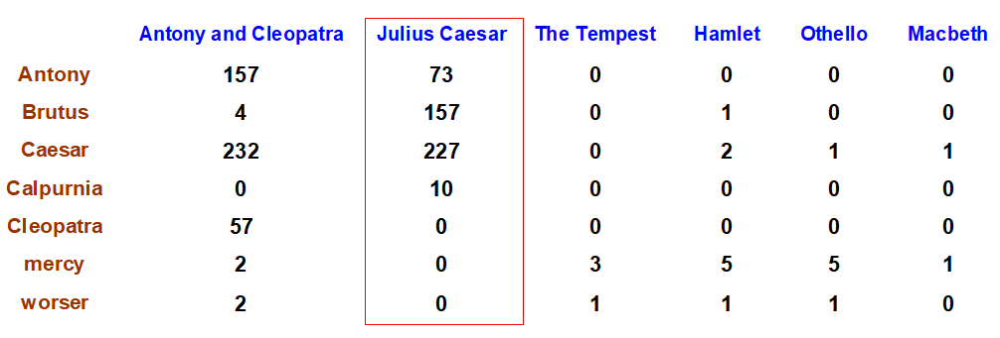 Antony and Cleopatra Julius Caesar The Tempest Hamlet Othello Macbeth
Antony 157 73 0 0 0 0
Brutus 4 157 0 1 0 0
Caesar 232 227 0 2 1 1
Calpurnia 0 10 0 0 0 0
Cleopatra 57 0 0 0 0 0
mercy 2 0 3 5 5 1
worser 2 0 1 1 1 0